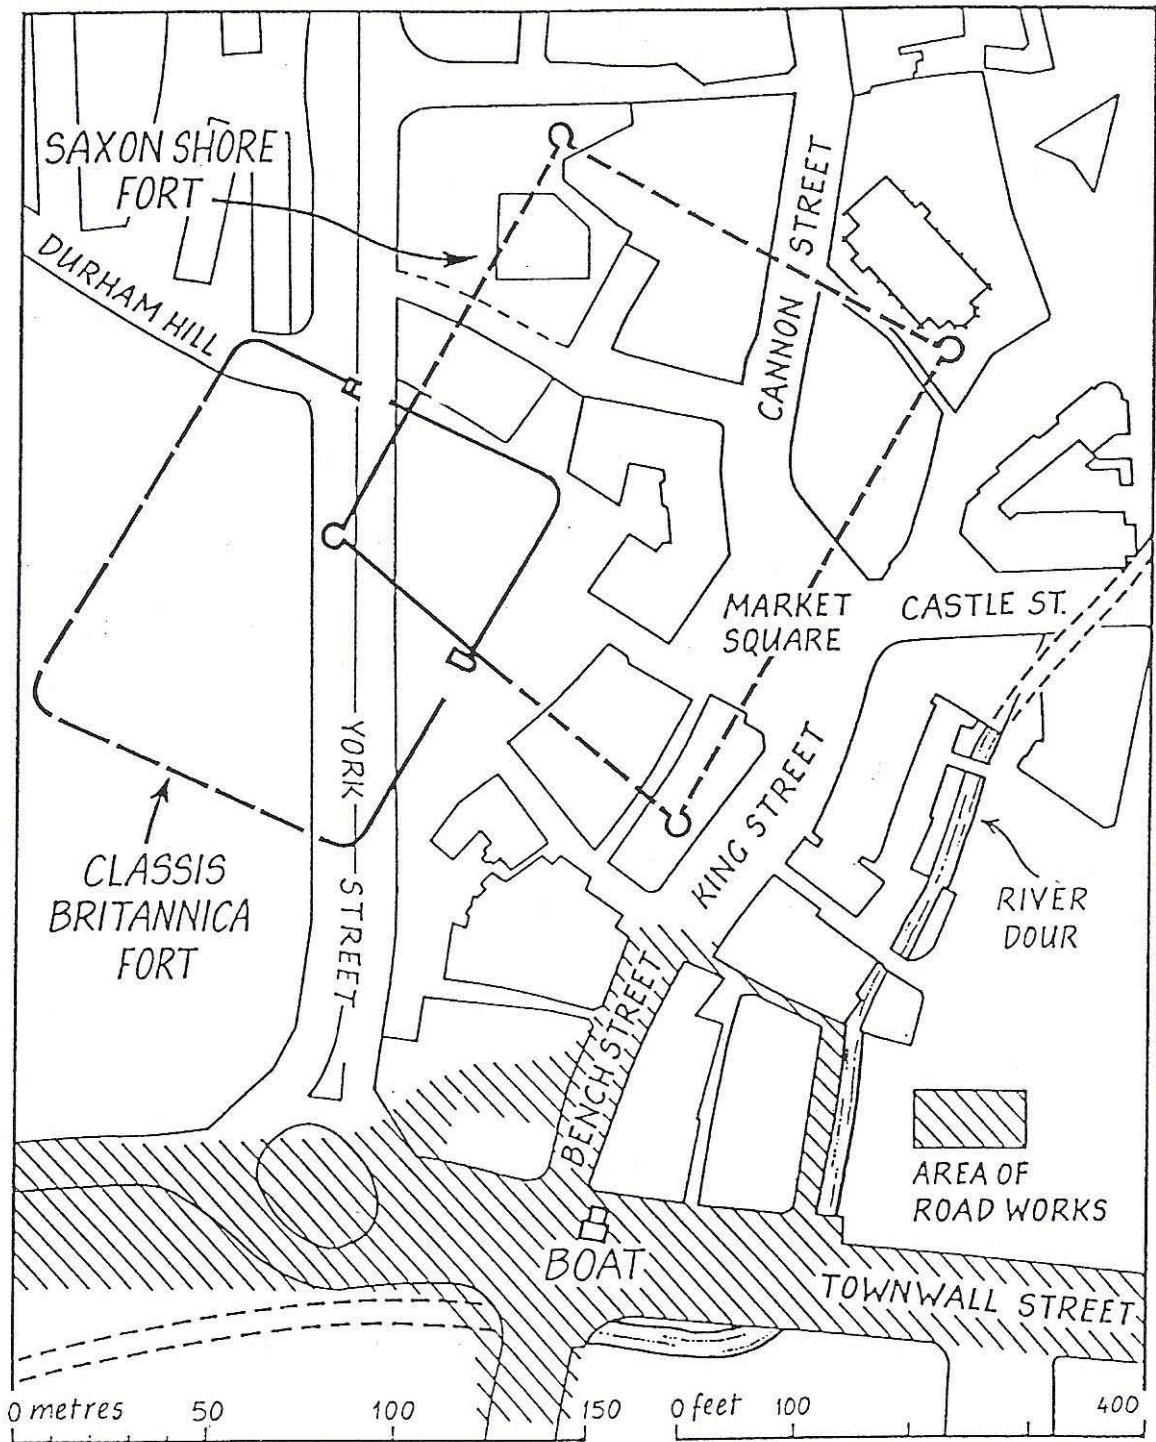 SAXON SHORE
FORT
DURHAM HILL
CANNON STREET
MARKET
SQUARE
CASTLE ST.
YORK STREET
KING STREET
CLASSIS
BRITANNICA
FORT
RIVER
DOUR
BENCH STREET
AREA OF
ROAD WORKS
BOAT
TOWNWALL STREET
0 metres 50 100 150 0 feet 100 400